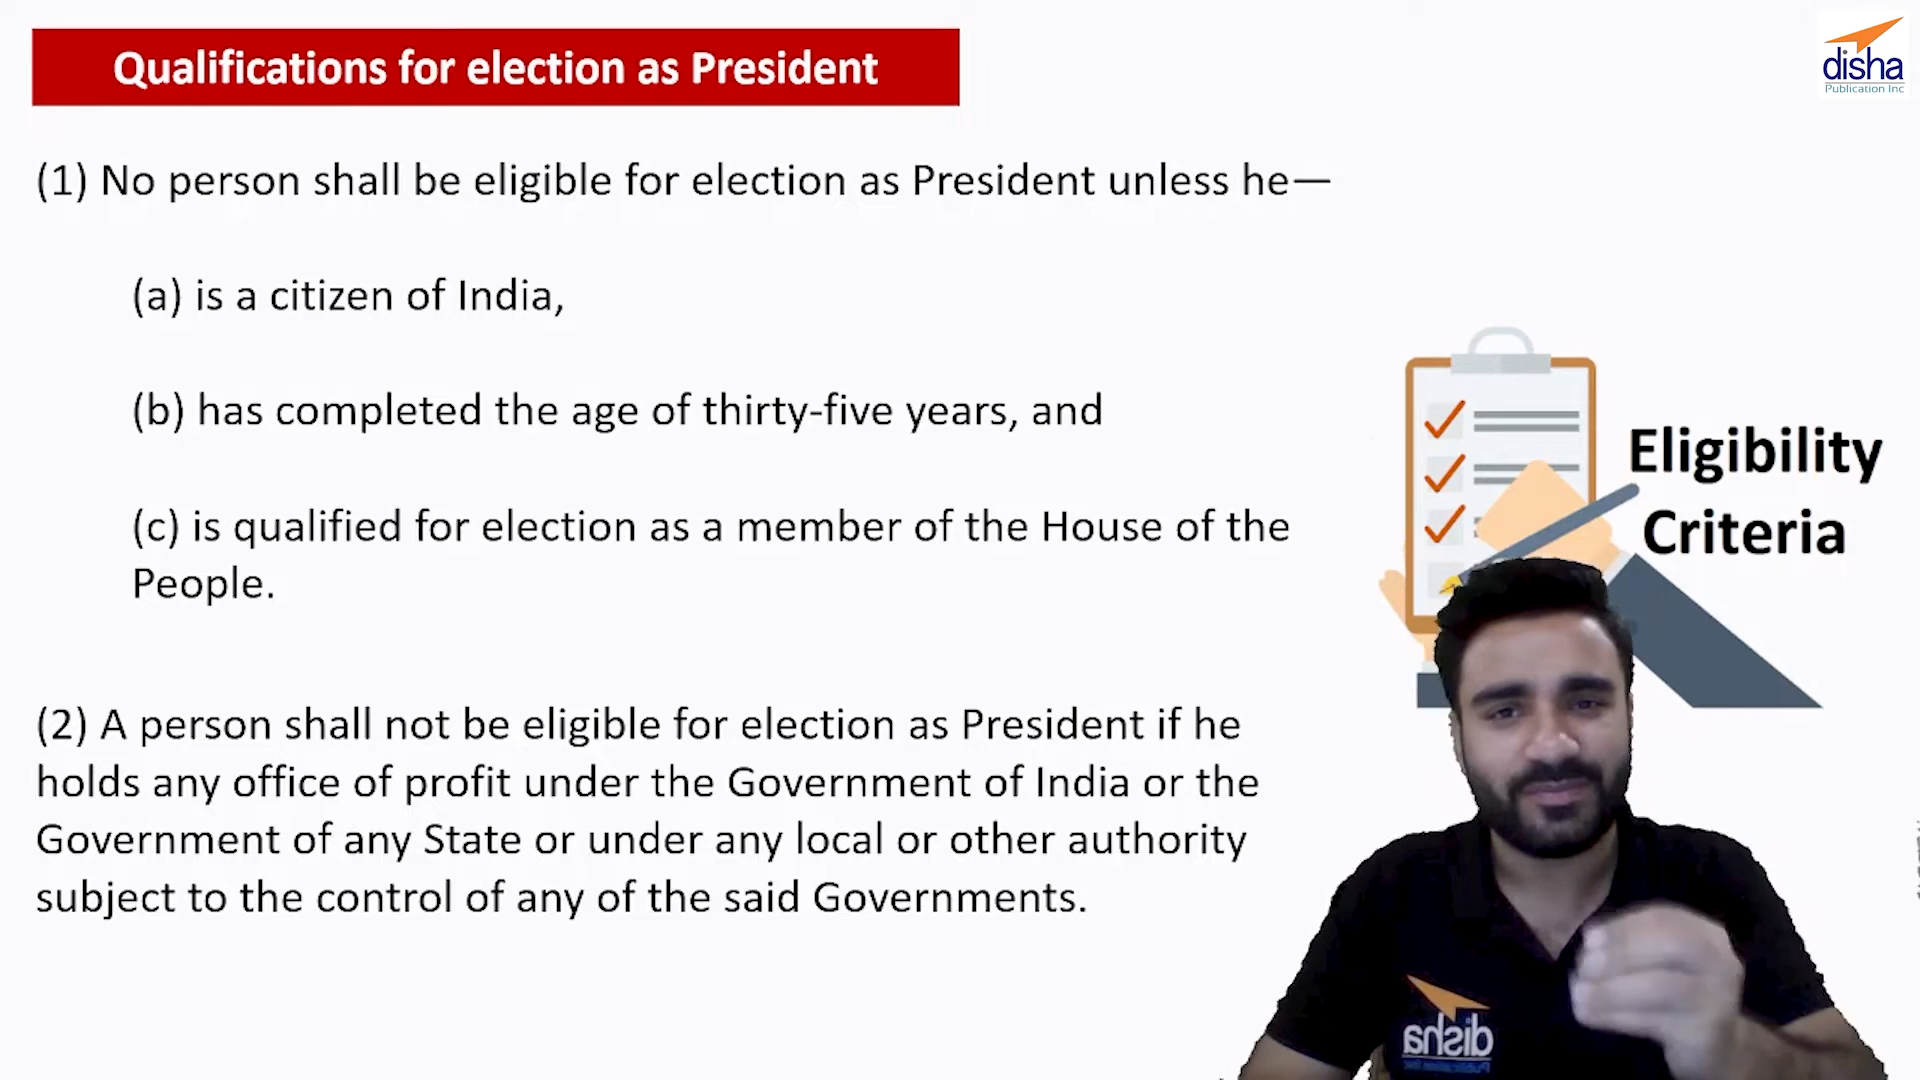 Qualifications for election as President
disha
Publication Inc
(1) No person shall be eligible for election as President unless he—
(a) is a citizen of India,
(b) has completed the age of thirty-five years, and
(c) is qualified for election as a member of the House of the
People.
Eligibility
Criteria
(2) A person shall not be eligible for election as President if he
holds any office of profit under the Government of India or the
Government of any State or under any local or other authority
subject to the control of any of the said Governments.
disha
Publication Inc